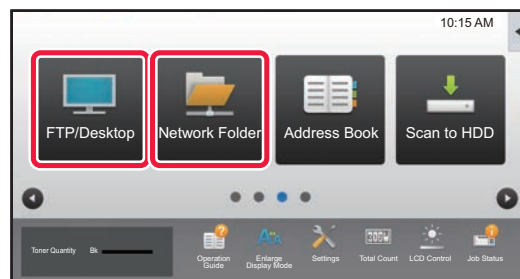 10:15 AM
FTP/Desktop
Network Folder
Address Book
Scan to HDD
Toner Quantity Bk
Operation
Guide
Enlarge
Display Mode
Settings
Total Count
LCD Control
Job Status